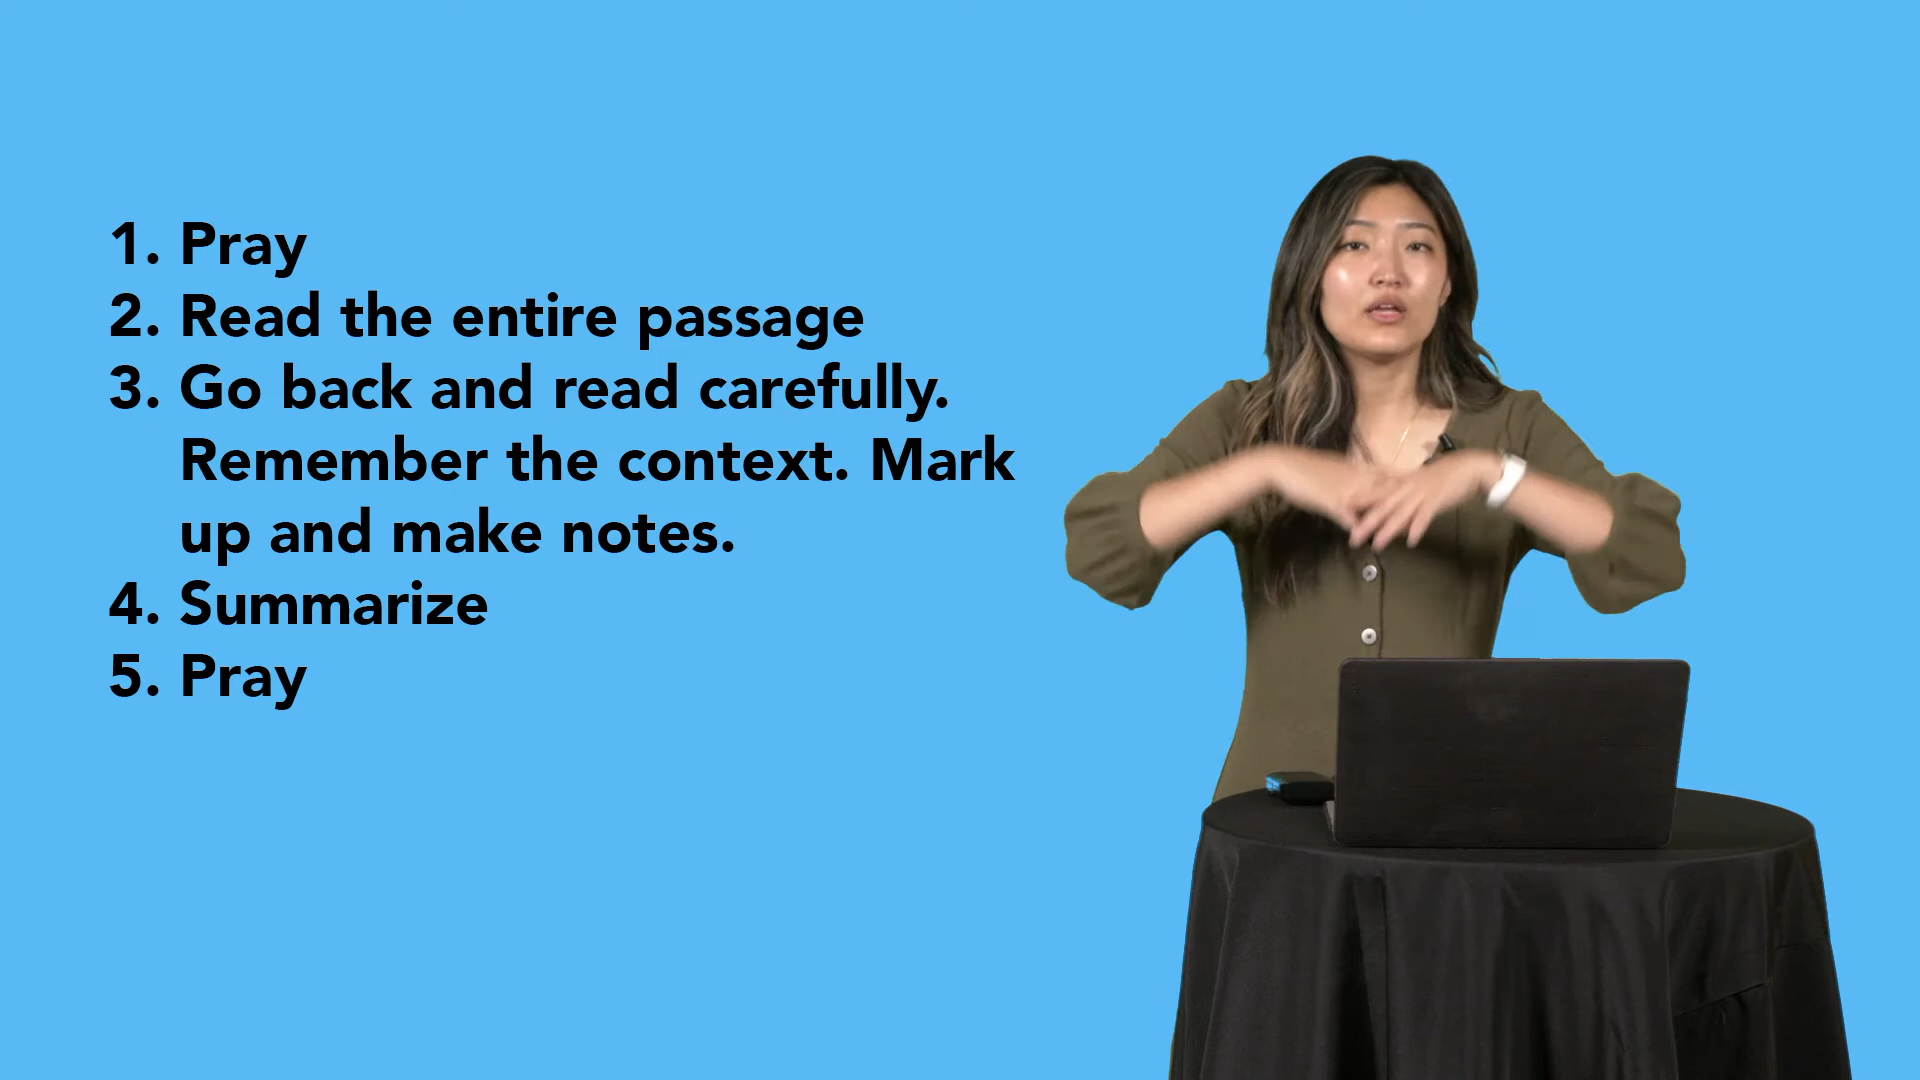 1. Pray
2. Read the entire passage
3. Go back and read carefully.
Remember the context. Mark
up and make notes.
4. Summarize
5. Pray